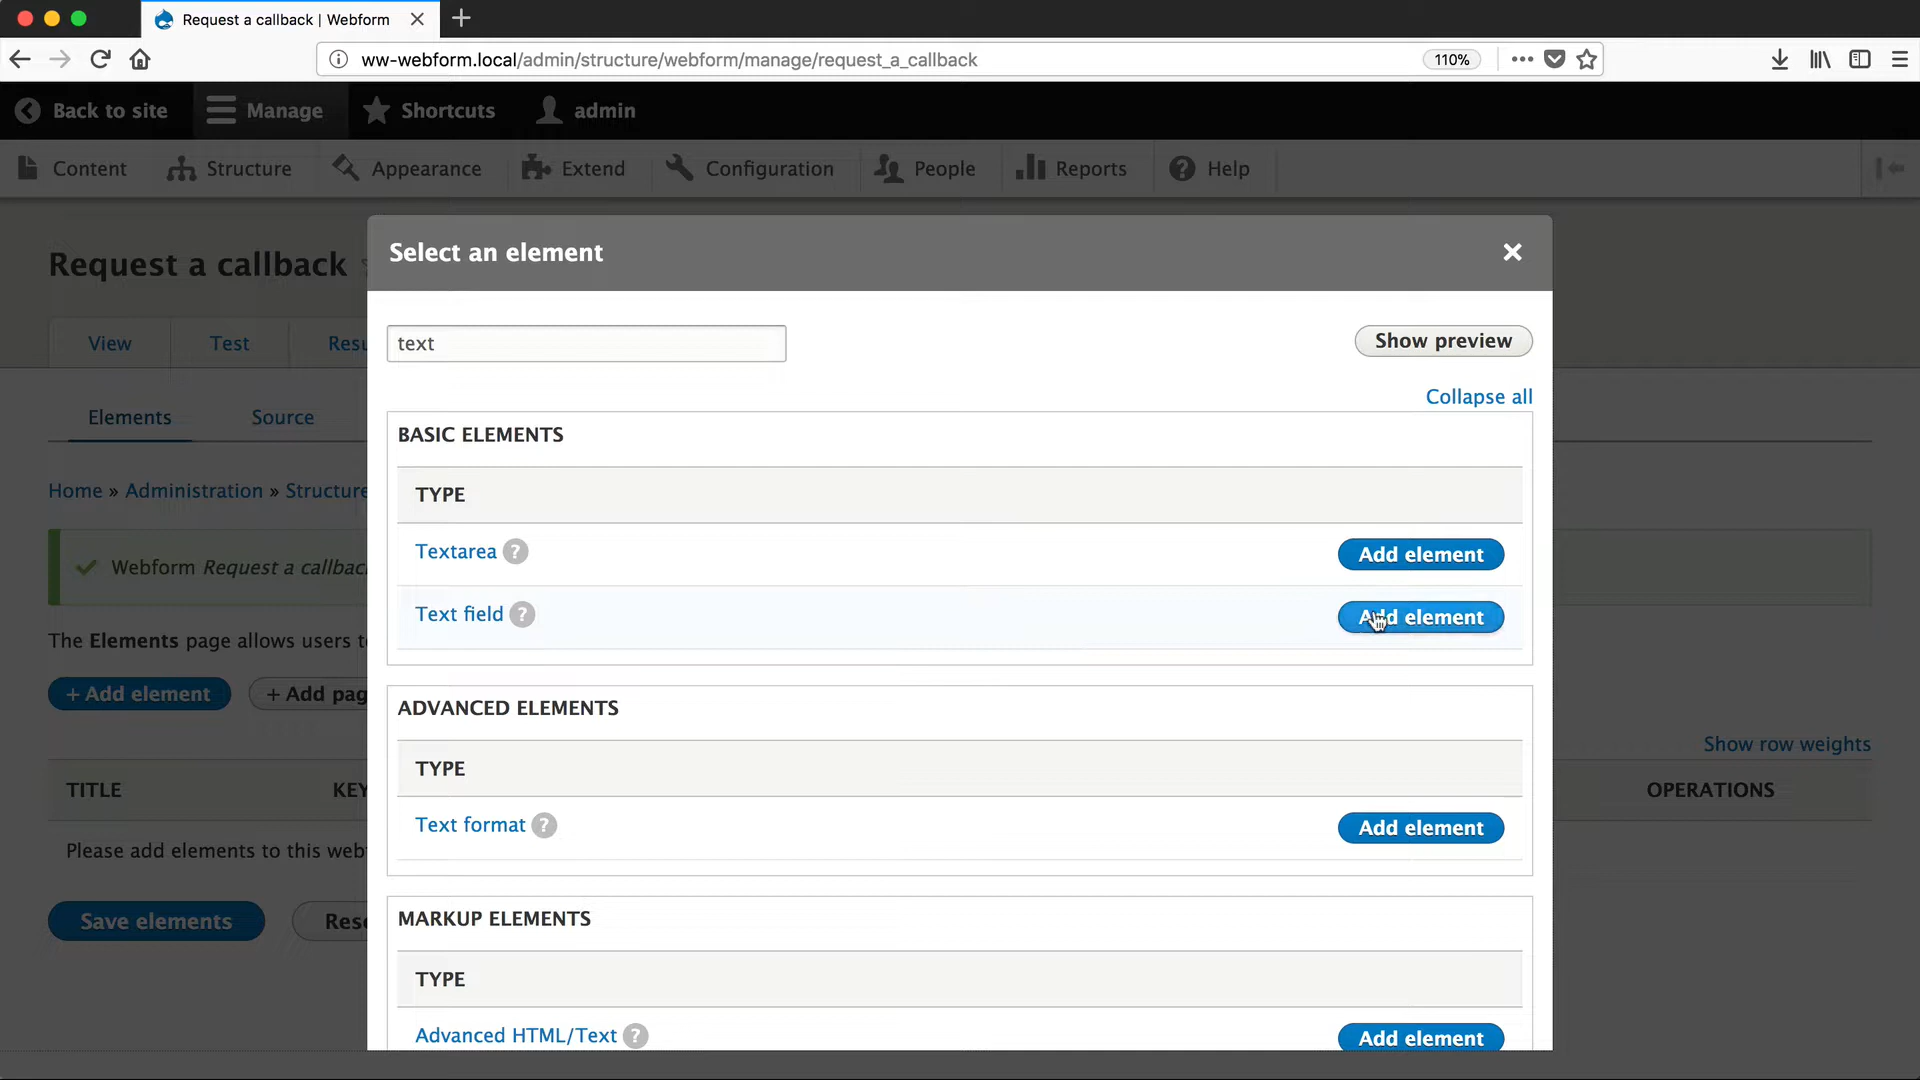 Request a callback | Webform
ww-webform.local/admin/structure/webform/manage/request_a_callback
110%
Back to site
Manage
Shortcuts
admin
Content
Structure
Appearance
Extend
Configuration
People
Reports
Help
Request a callback
Select an element
View
Test
Resu
text
Show preview
Collapse all
Elements
Source
BASIC ELEMENTS
TYPE
Home » Administration » Structure
Textarea ?
Add element
Webform Request a callbac
Text field ?
Add element
The Elements page allows users t
+ Add element
+ Add pag
ADVANCED ELEMENTS
Show row weights
TYPE
TITLE
KEY
OPERATIONS
Text format ?
Add element
Please add elements to this web
Save elements
Rese
MARKUP ELEMENTS
TYPE
Advanced HTML/Text ?
Add element